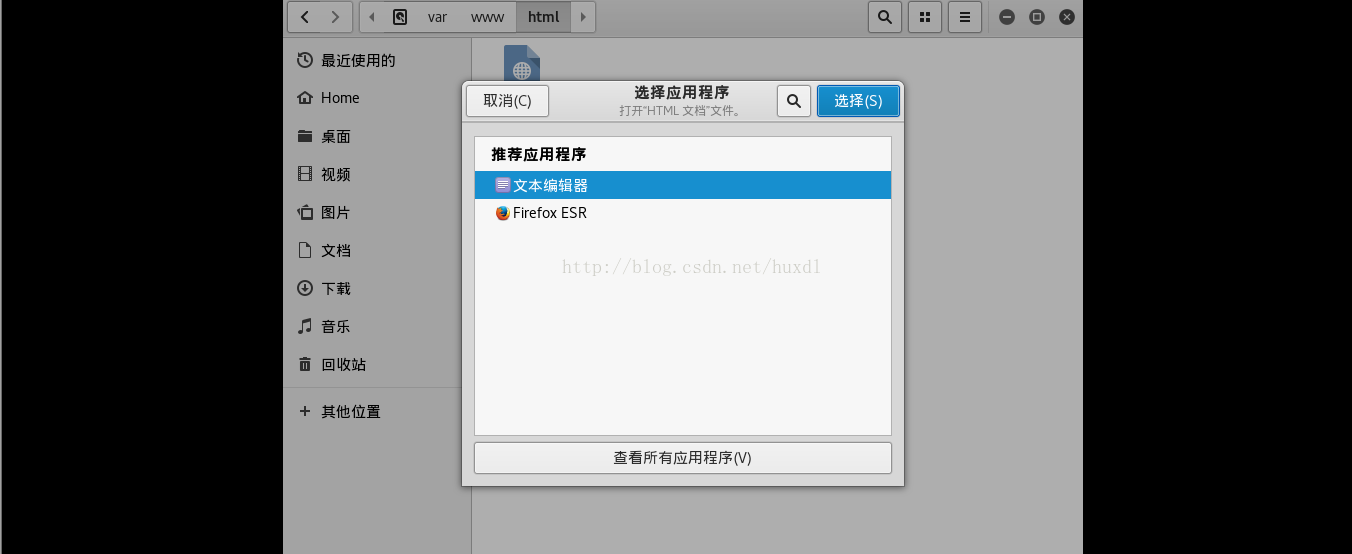 var www html
最近使用的
Home
桌面
视频
图片
文档
下载
音乐
回收站
其他位置
取消(C)
选择应用程序
打开"HTML 文档"文件。
选择(S)
推荐应用程序
文本编辑器
Firefox ESR
http://blog.csdn.net/huxdl
查看所有应用程序(V)